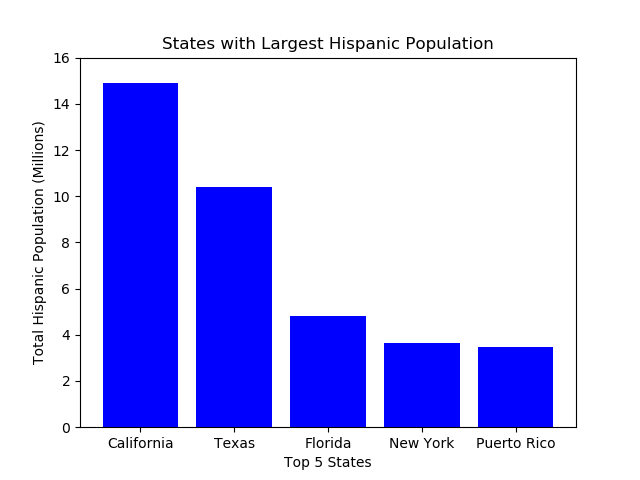 States with Largest Hispanic Population
Total Hispanic Population (Millions)
16
14
12
10
8
6
4
2
0
California Texas Florida New York Puerto Rico
Top 5 States